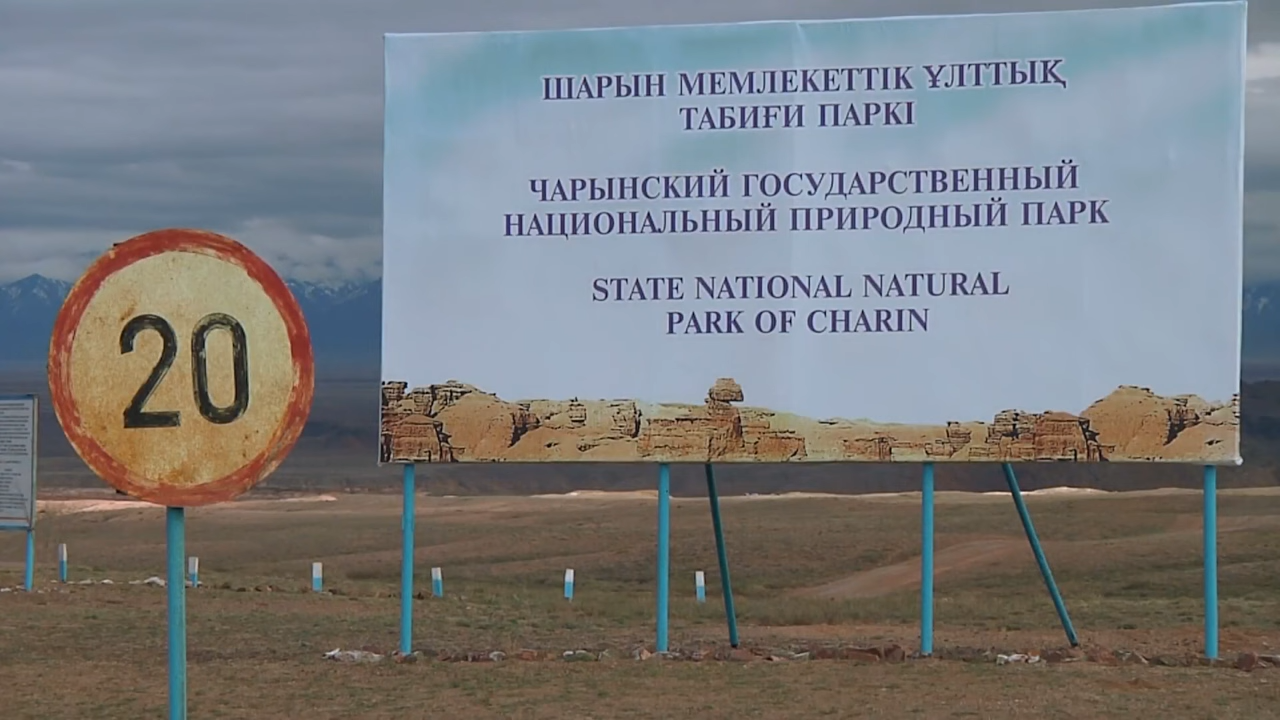 20
ШАРЫН МЕМЛЕКЕТТІК ҰЛТТЫҚ
ТАБИҒИ ПАРКІ
ЧАРЫНСКИЙ ГОСУДАРСТВЕННЫЙ
НАЦИОНАЛЬНЫЙ ПРИРОДНЫЙ ПАРК
STATE NATIONAL NATURAL
PARK OF CHARIN